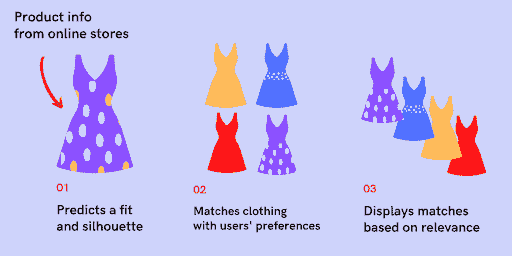 Product info
from online stores
01
Predicts a fit
and silhouette
02
Matches clothing
with users' preferences
03
Displays matches
based on relevance